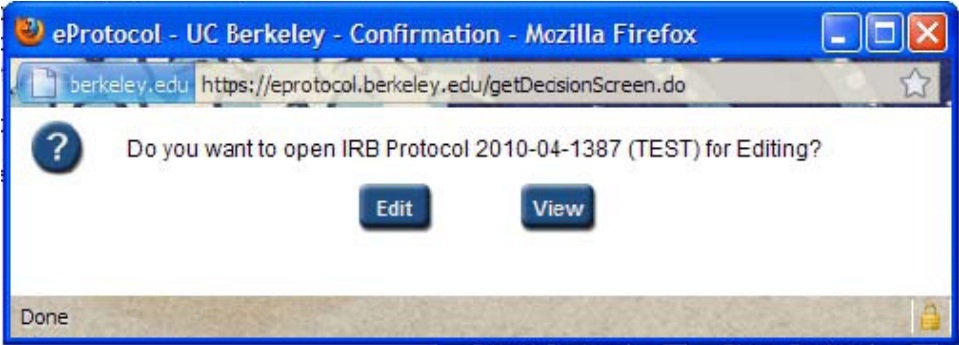 eProtocol - UC Berkeley - Confirmation - Mozilla Firefox
berkeley.edu https://eprotocol.berkeley.edu/getDecisionScreen.do
? Do you want to open IRB Protocol 2010-04-1387 (TEST) for Editing?
Edit View
Done